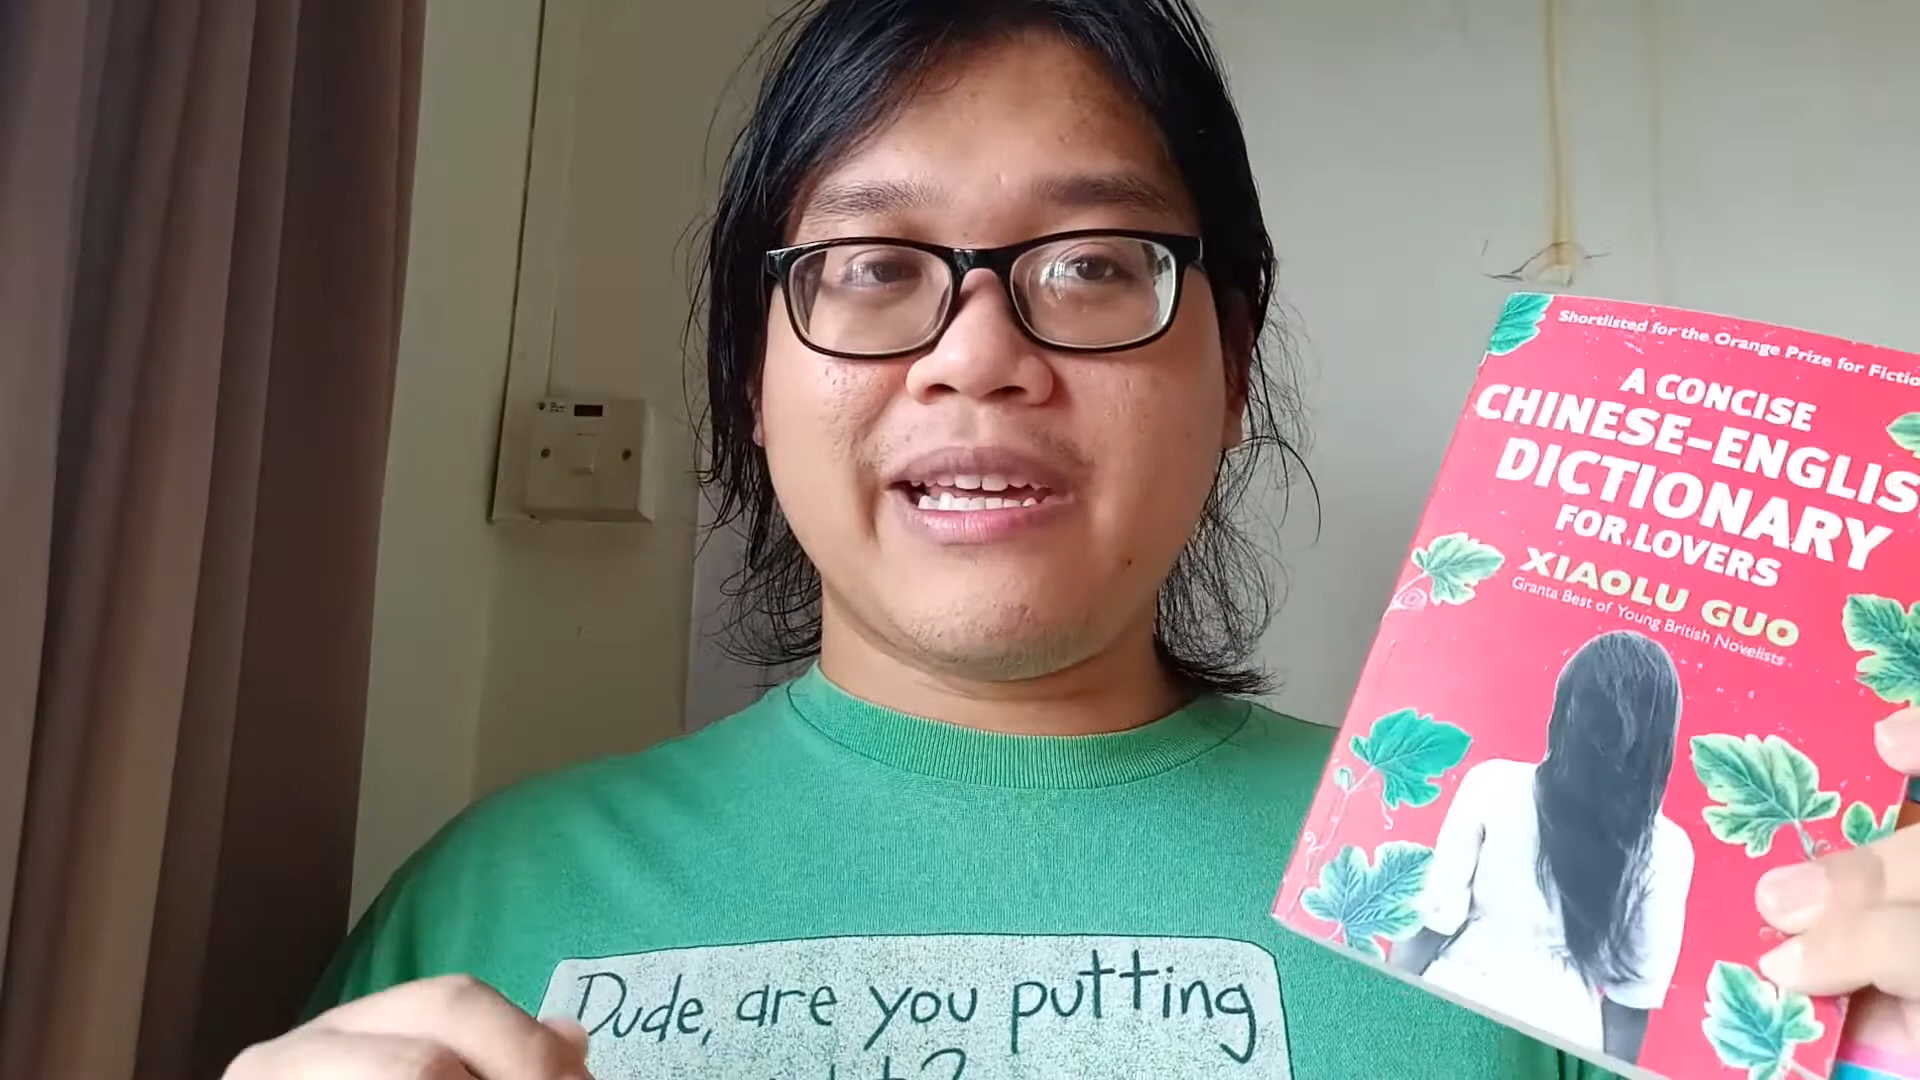 Shortlisted for the Orange Prize for Fictio
A CONCISE
CHINESE-ENGLIS
DICTIONARY
FOR LOVERS
XIAOLU GUO
Granta Best of Young British Novelists
Dude, are you putting